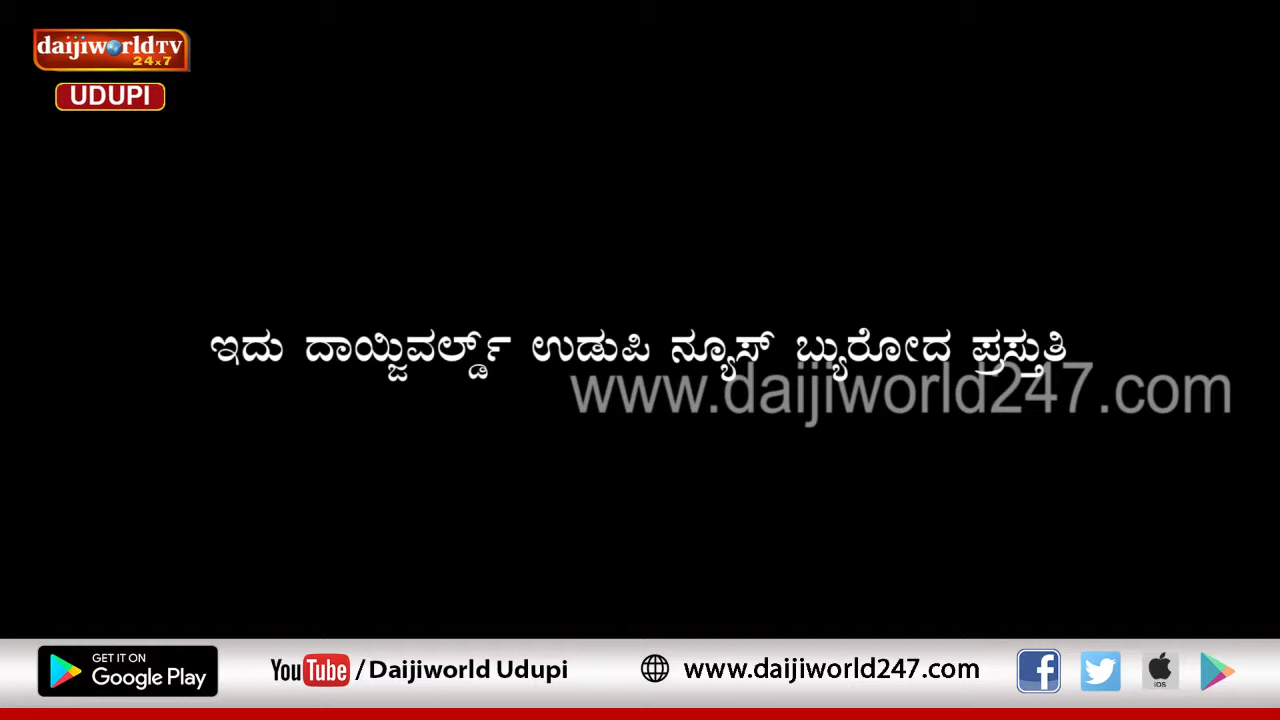 daijiworldTV
24x7
UDUPI
ಇದು ದಾಯ್ಜಿವರ್ಲ್ಡ್ ಉಡುಪಿ ನ್ಯೂಸ್ ಬ್ಯುರೋದ ಪ್ರಸ್ತುತಿ
www.daijiworld247.com
GET IT ON
Google Play
YouTube /Daijiworld Udupi
www.daijiworld247.com
iOS